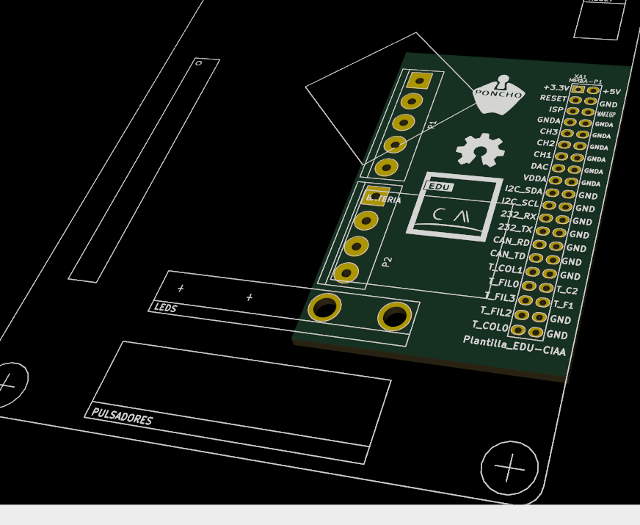 XA1
+3.3V
+5V
RESET
GND
ISP
WAKEUP
GNDA
GNDA
CH3
GNDA
CH2
GNDA
CH1
GNDA
DAC
GNDA
VDDA
GNDA
I2C_SDA
GND
I2C_SCL
GND
232_RX
GND
232_TX
GND
CAN_RD
GND
CAN_TD
GND
T_COL1
GND
T_FIL0
T_C2
T_FIL3
T_F1
T_FIL2
GND
T_COL0
GND
Plantilla_EDU-CIAA
PONCHO
EDU
P2
LEDS
PULSADORES